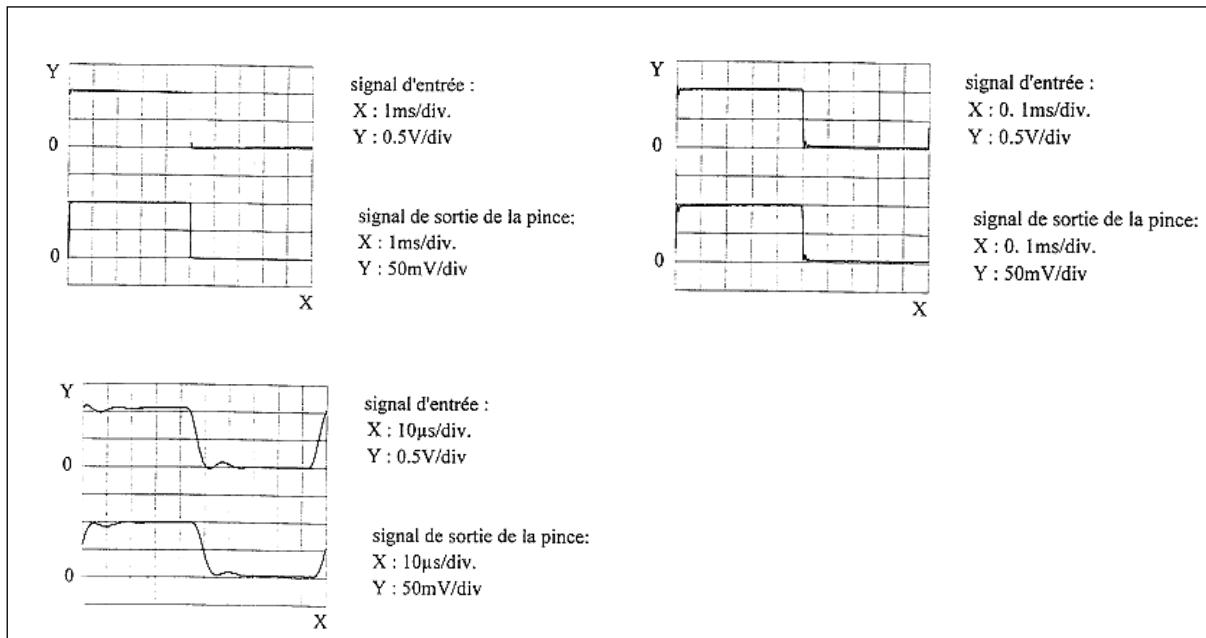 Y
0
signal d'entrée :
X : 1ms/div.
Y : 0.5V/div
0
signal de sortie de la pince:
X : 1ms/div.
Y : 50mV/div
X
Y
0
signal d'entrée :
X : 0. 1ms/div.
Y : 0.5V/div
0
signal de sortie de la pince:
X : 0. 1ms/div.
Y : 50mV/div
X
Y
0
signal d'entrée :
X : 10µs/div.
Y : 0.5V/div
0
signal de sortie de la pince:
X : 10µs/div.
Y : 50mV/div
X